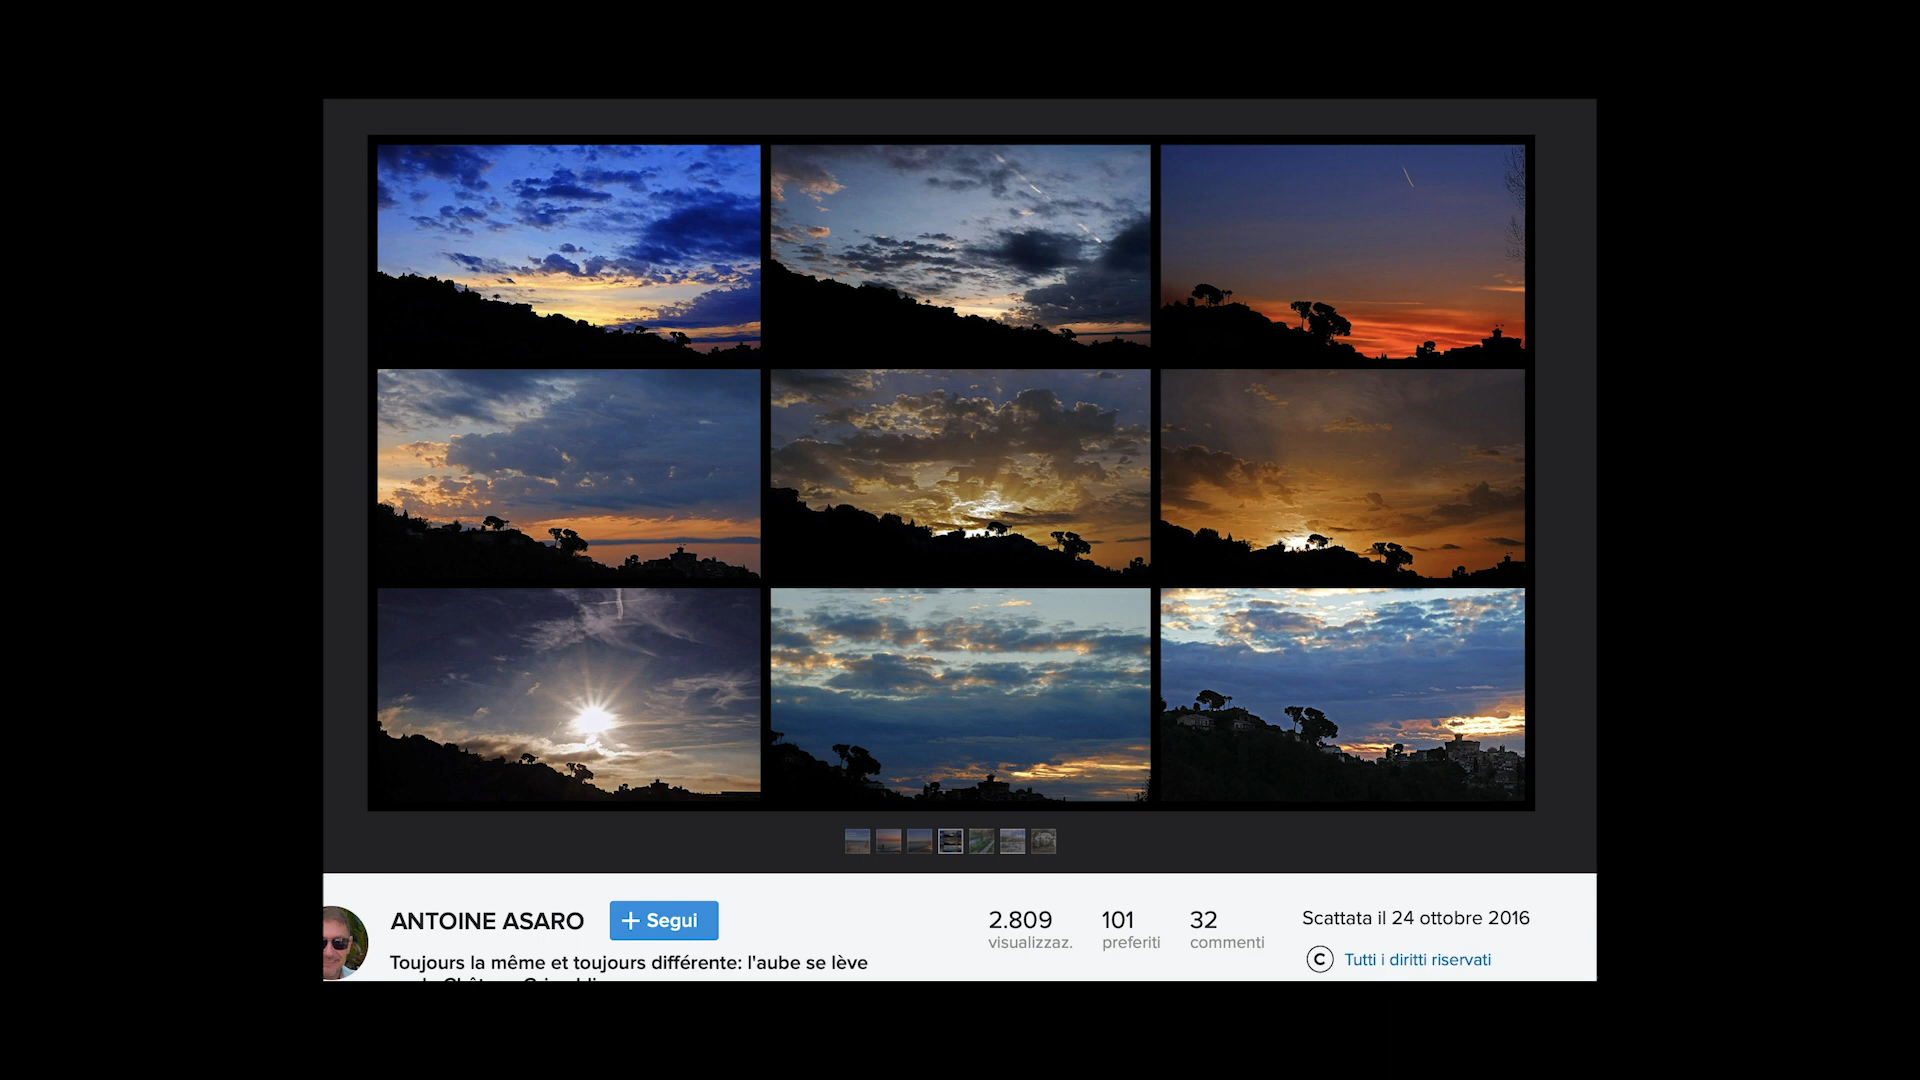 ANTOINE ASARO
+ Segui
Toujours la même et toujours différente: l'aube se lève
2.809
visualizzaz.
101
preferiti
32
commenti
Scattata il 24 ottobre 2016
C Tutti i diritti riservati